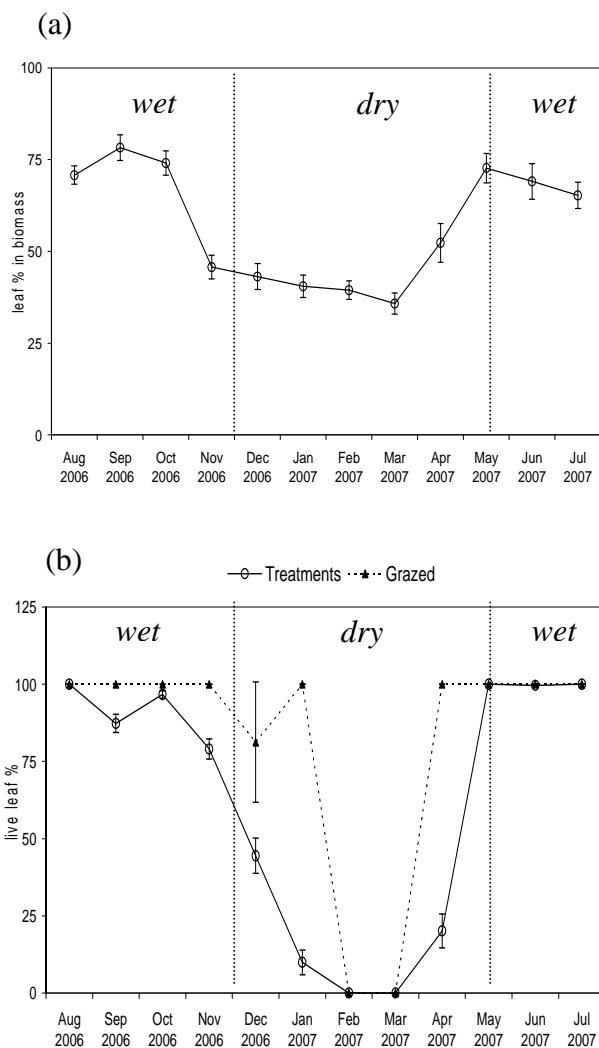 (a)
100
wet dry wet
75
50
25
0
leaf % in biomass
Aug Sep Oct Nov Dec Jan Feb Mar Apr May Jun Jul
2006 2006 2006 2006 2006 2007 2007 2007 2007 2007 2007 2007
(b)
Treatments Grazed
125
wet dry wet
100
75
50
25
0
live leaf %
Aug Sep Oct Nov Dec Jan Feb Mar Apr May Jun Jul
2006 2006 2006 2006 2006 2007 2007 2007 2007 2007 2007 2007